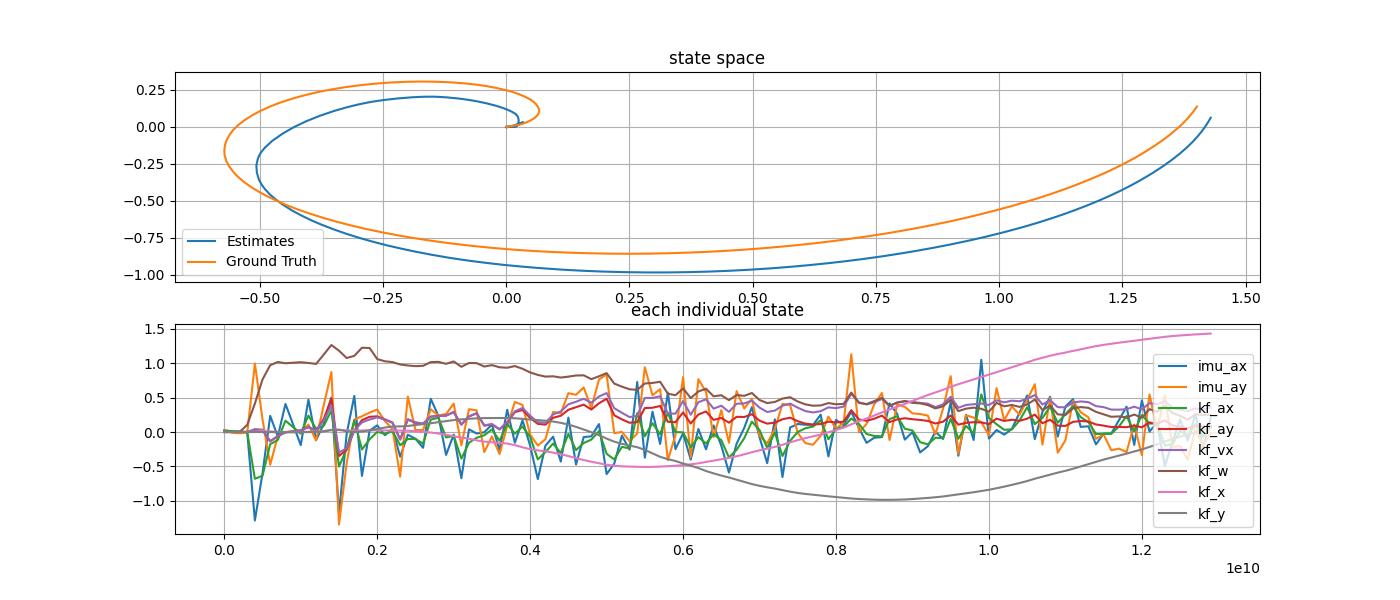 state space
0.25
0.00
−0.25
−0.50
−0.75
−1.00
Estimates
Ground Truth
−0.50 −0.25 0.00 0.25 0.50 0.75 1.00 1.25 1.50
each individual state
1.5
1.0
0.5
0.0
−0.5
−1.0
imu_ax
imu_ay
kf_ax
kf_ay
kf_vx
kf_w
kf_x
kf_y
0.0 0.2 0.4 0.6 0.8 1.0 1.2
1e10